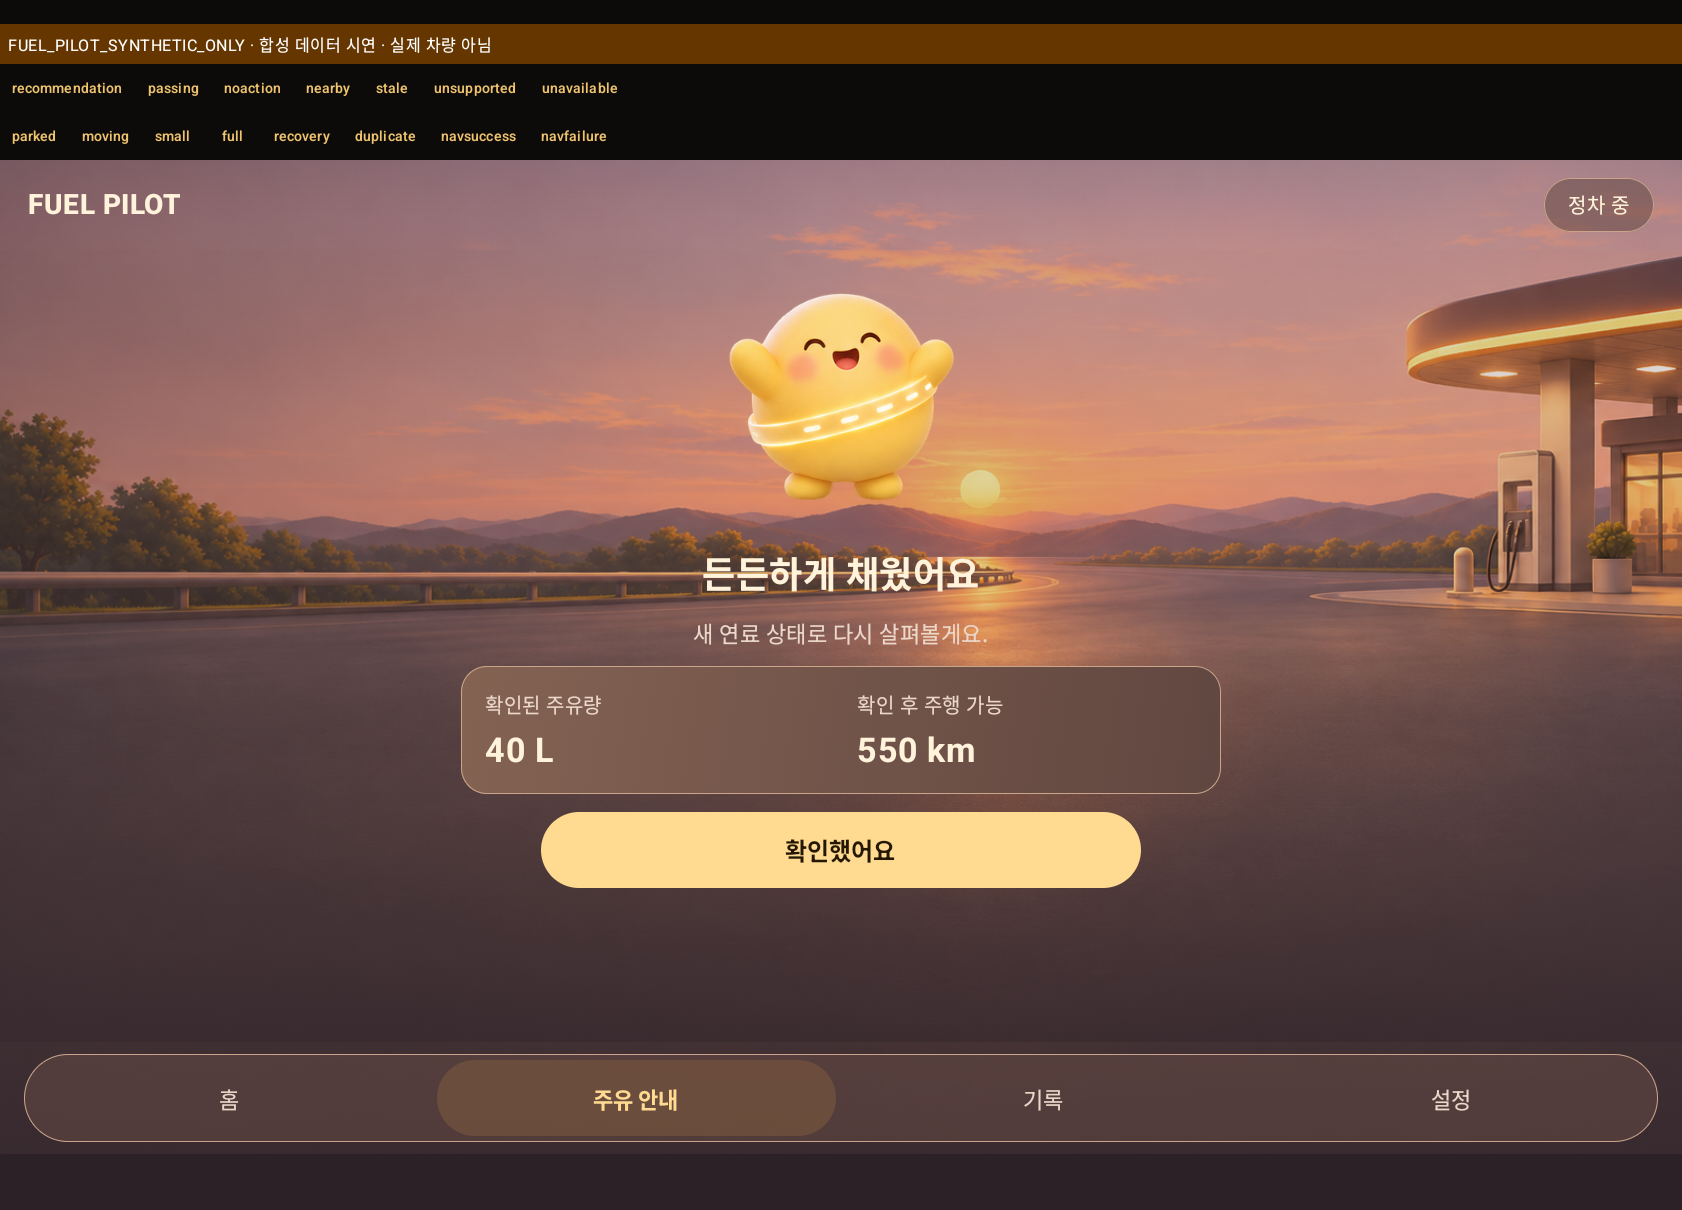 FUEL_PILOT_SYNTHETIC_ONLY · 합성 데이터 시연 · 실제 차량 아님
recommendation passing noaction nearby stale unsupported unavailable
parked moving small full recovery duplicate navsuccess navfailure
FUEL PILOT
정차 중
든든하게 채웠어요
새 연료 상태로 다시 살펴볼게요.
확인된 주유량 확인 후 주행 가능
40 L 550 km
확인했어요
홈 주유 안내 기록 설정